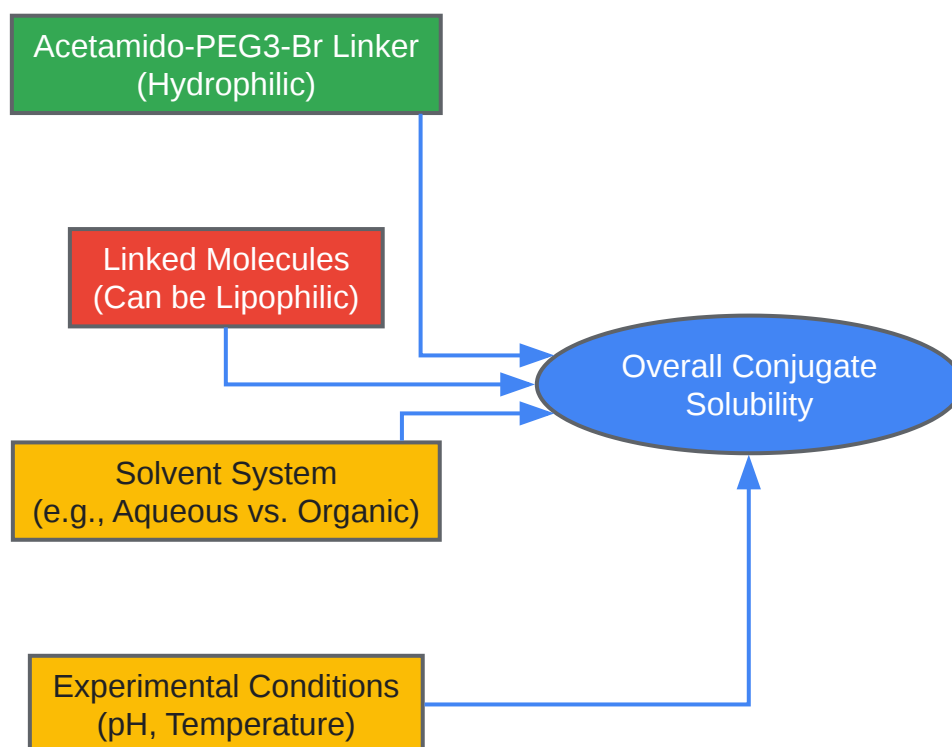 Acetamido-PEG3-Br Linker
(Hydrophilic)
Linked Molecules
(Can be Lipophilic)
Overall Conjugate
Solubility
Solvent System
(e.g., Aqueous vs. Organic)
Experimental Conditions
(pH, Temperature)